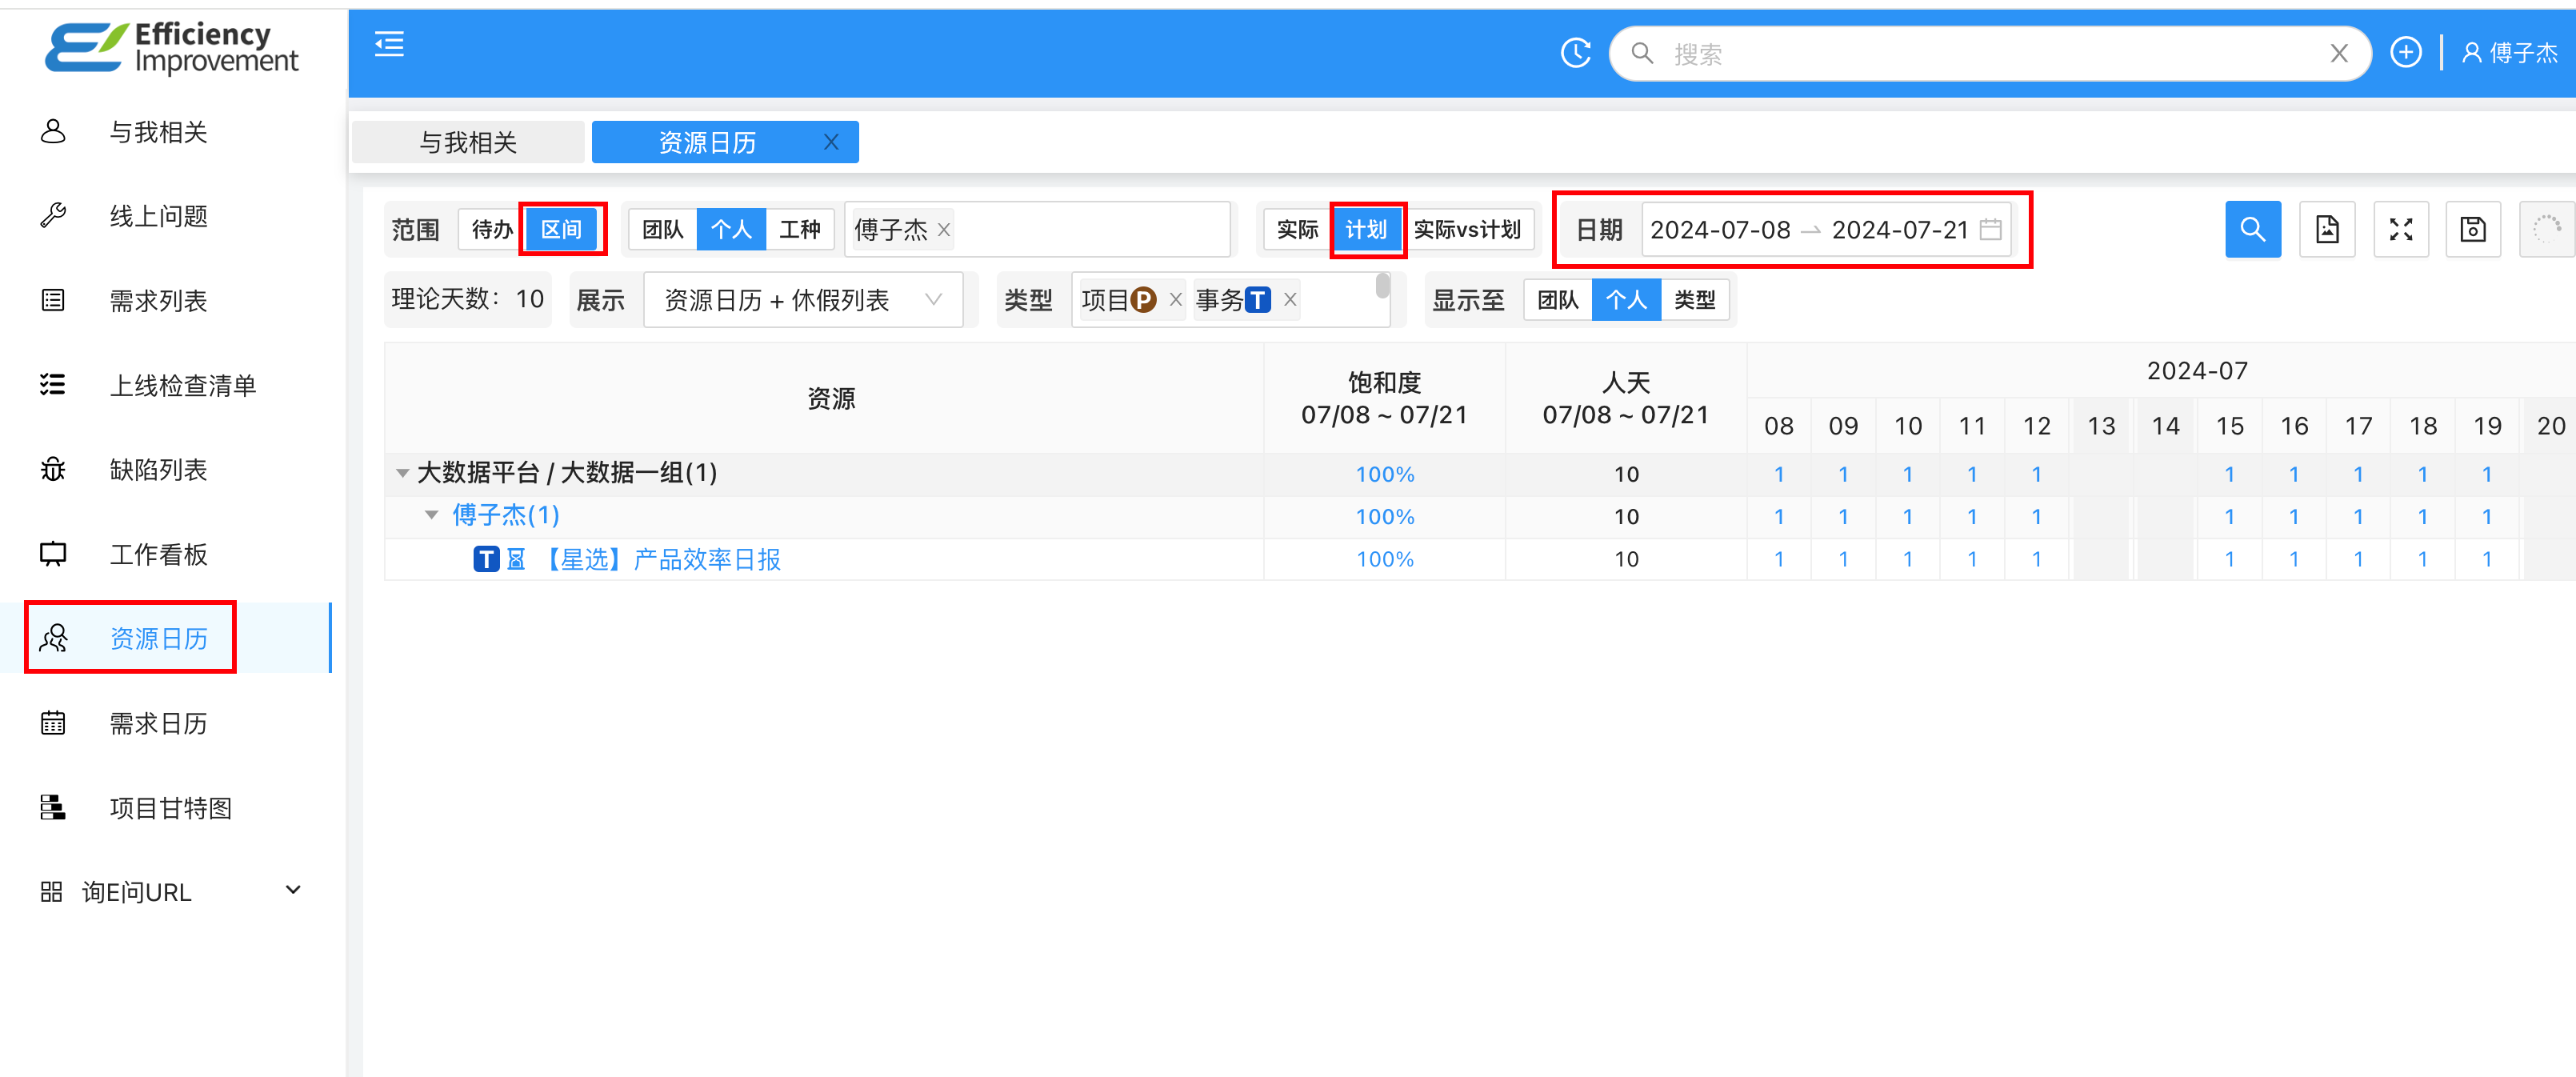 Efficiency
Improvement
搜索
傅子杰
与我相关
线上问题
需求列表
上线检查清单
缺陷列表
工作看板
资源日历
需求日历
项目甘特图
询E问URL
与我相关 资源日历
范围 待办 区间 团队 个人 工种 傅子杰 实际 计划 实际vs计划 日期 2024-07-08 2024-07-21
理论天数: 10 展示 资源日历 + 休假列表 类型 项目P 事务T 显示至 团队 个人 类型
资源 饱和度 人天 2024-07
07/08 ~ 07/21 07/08 ~ 07/21
08 09 10 11 12 13 14 15 16 17 18 19 20
大数据平台 / 大数据一组(1) 100% 10 1 1 1 1 1 1 1 1 1 1
傅子杰(1) 100% 10 1 1 1 1 1 1 1 1 1 1
T 【星选】产品效率日报 100% 10 1 1 1 1 1 1 1 1 1 1